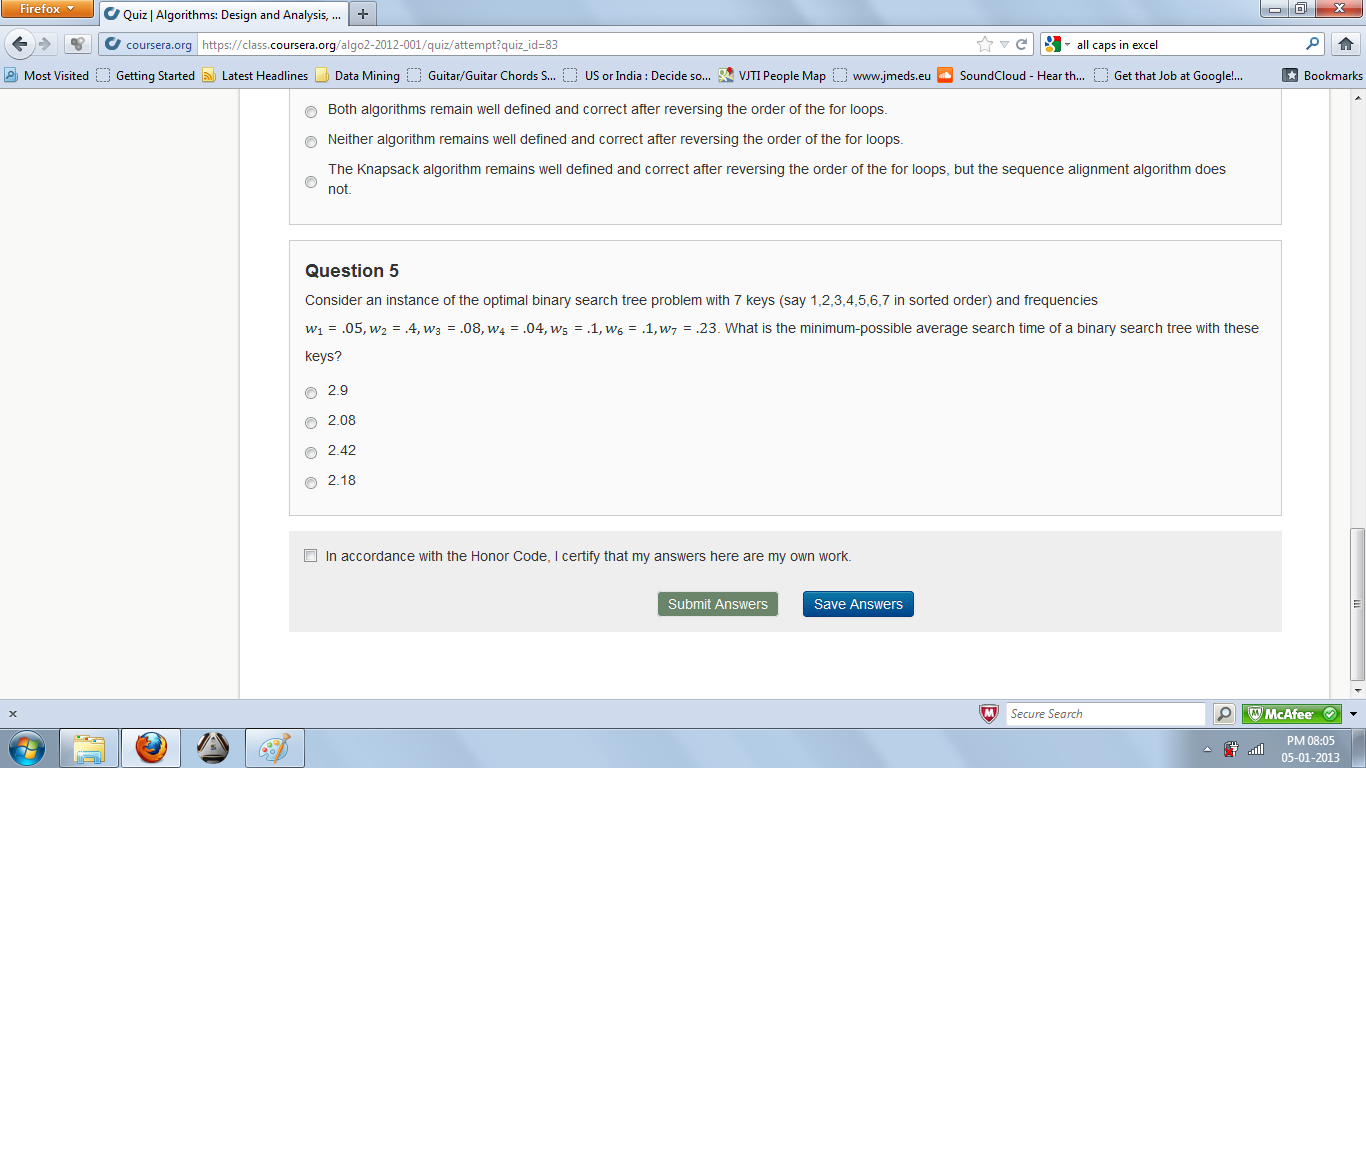 Firefox
Quiz | Algorithms: Design and Analysis, ...
coursera.org https://class.coursera.org/algo2-2012-001/quiz/attempt?quiz_id=83 all caps in excel
Most Visited Getting Started Latest Headlines Data Mining Guitar/Guitar Chords S... US or India : Decide so... VJTI People Map www.jmeds.eu SoundCloud - Hear th... Get that Job at Google!... Bookmarks
Both algorithms remain well defined and correct after reversing the order of the for loops.
Neither algorithm remains well defined and correct after reversing the order of the for loops.
The Knapsack algorithm remains well defined and correct after reversing the order of the for loops, but the sequence alignment algorithm does
not.
Question 5
Consider an instance of the optimal binary search tree problem with 7 keys (say 1,2,3,4,5,6,7 in sorted order) and frequencies
w₁ = .05, w₂ = .4, w₃ = .08, w₄ = .04, w₅ = .1, w₆ = .1, w₇ = .23. What is the minimum-possible average search time of a binary search tree with these
keys?
2.9
2.08
2.42
2.18
In accordance with the Honor Code, I certify that my answers here are my own work.
Submit Answers Save Answers
x Secure Search McAfee
PM 08:05
05-01-2013